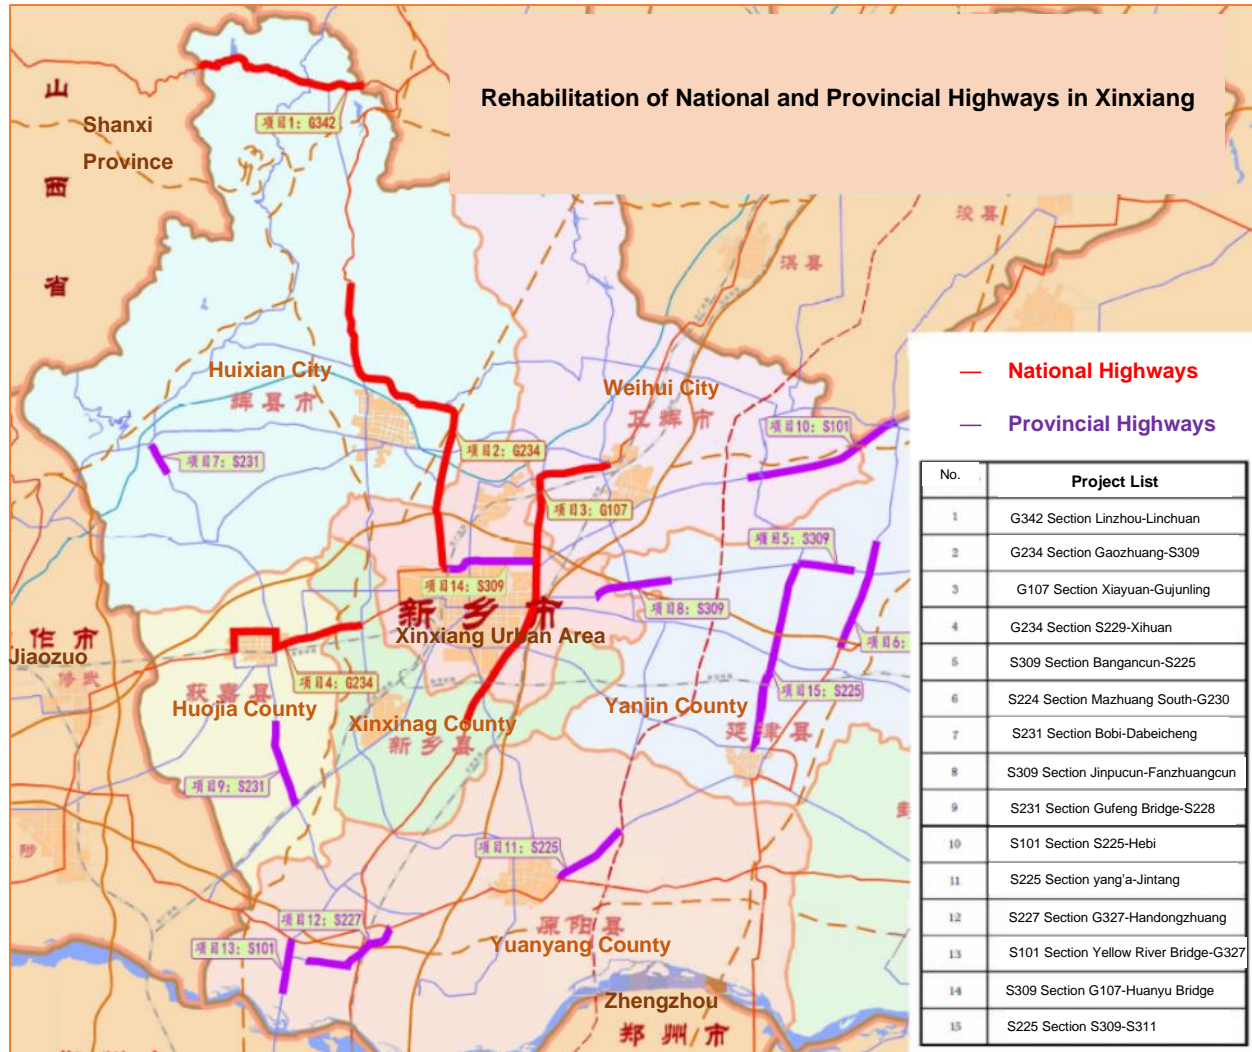 Rehabilitation of National and Provincial Highways in Xinxiang
山
西
省
Shanxi
Province
项目1: G342
浚县
淇县
Huixian City
辉县市
Weihui City
卫辉市
项目10: S101
项目7: S231
项目2: G234
项目3: G107
项目5: S309
项目14: S309
项目8: S309
项目6:
新乡市
Xinxiang Urban Area
作市
Jiaozuo
修武
项目4: G234
项目15: S225
获嘉县
Huojia County
Xinxinag County
新乡县
Yanjin County
延津县
项目9: S231
项目11: S225
项目12: S227
项目13: S101
原阳县
Yuanyang County
Zhengzhou
郑州市
— National Highways
— Provincial Highways
No. Project List
1 G342 Section Linzhou-Linchuan
2 G234 Section Gaozhuang-S309
3 G107 Section Xiayuan-Gujunling
4 G234 Section S229-Xihuan
5 S309 Section Bangancun-S225
6 S224 Section Mazhuang South-G230
7 S231 Section Bobi-Dabeicheng
8 S309 Section Jinpucun-Fanzhuangcun
9 S231 Section Gufeng Bridge-S228
10 S101 Section S225-Hebi
11 S225 Section yang'a-Jintang
12 S227 Section G327-Handongzhuang
13 S101 Section Yellow River Bridge-G327
14 S309 Section G107-Huanyu Bridge
15 S225 Section S309-S311